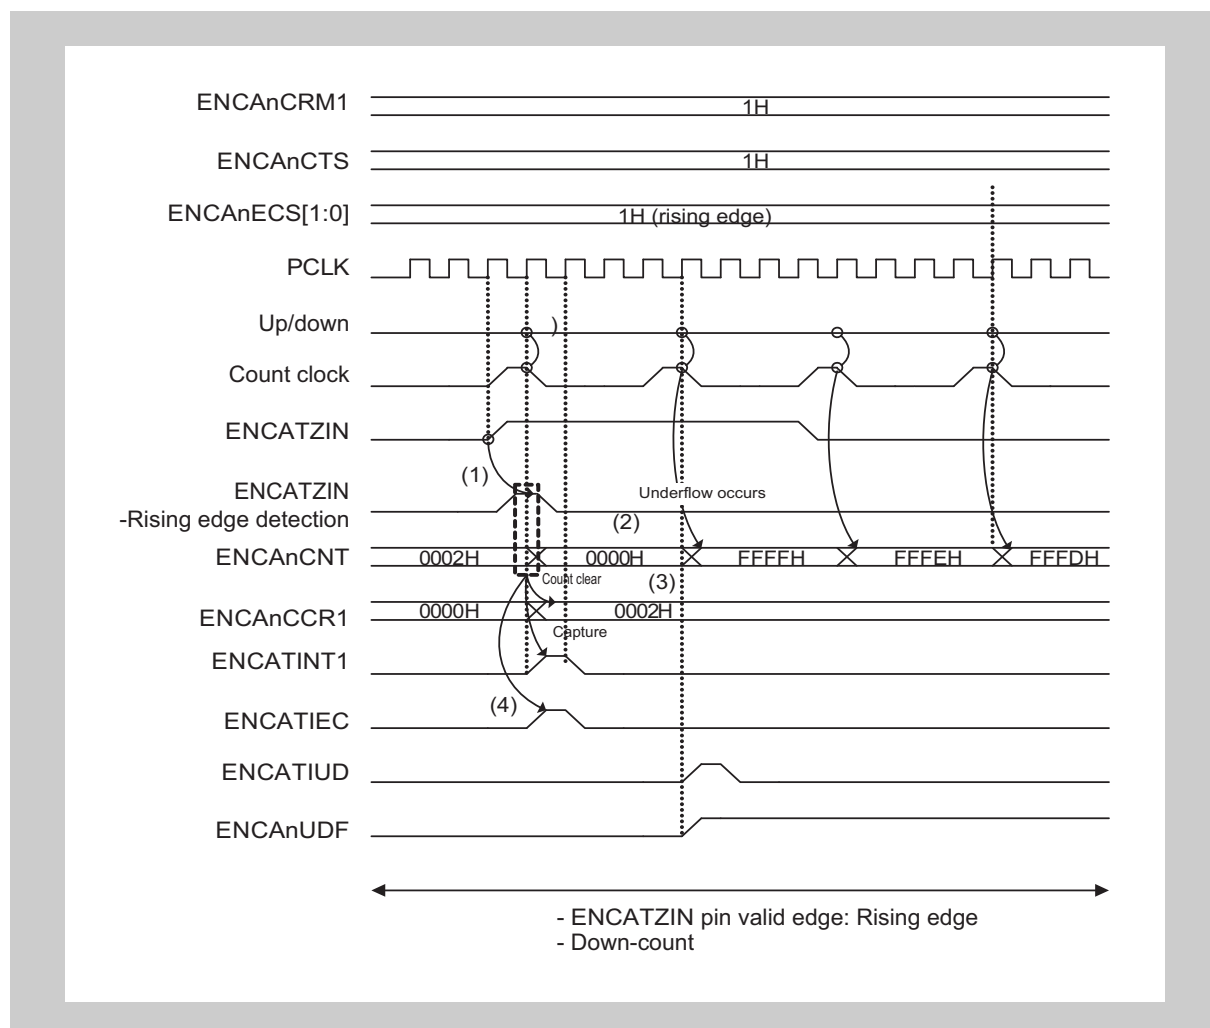 ENCAnCRM1 1H
ENCAnCTS 1H
ENCAnECS[1:0] 1H (rising edge)
PCLK
Up/down )
Count clock
ENCATZIN
(1)
ENCATZIN
Underflow occurs
-Rising edge detection (2)
ENCAnCNT 0002H 0000H FFFFH FFFEH FFFDH
Count clear (3)
ENCAnCCR1 0000H 0002H
Capture
ENCATINT1
(4)
ENCATIEC
ENCATIUD
ENCAnUDF
- ENCATZIN pin valid edge: Rising edge
- Down-count